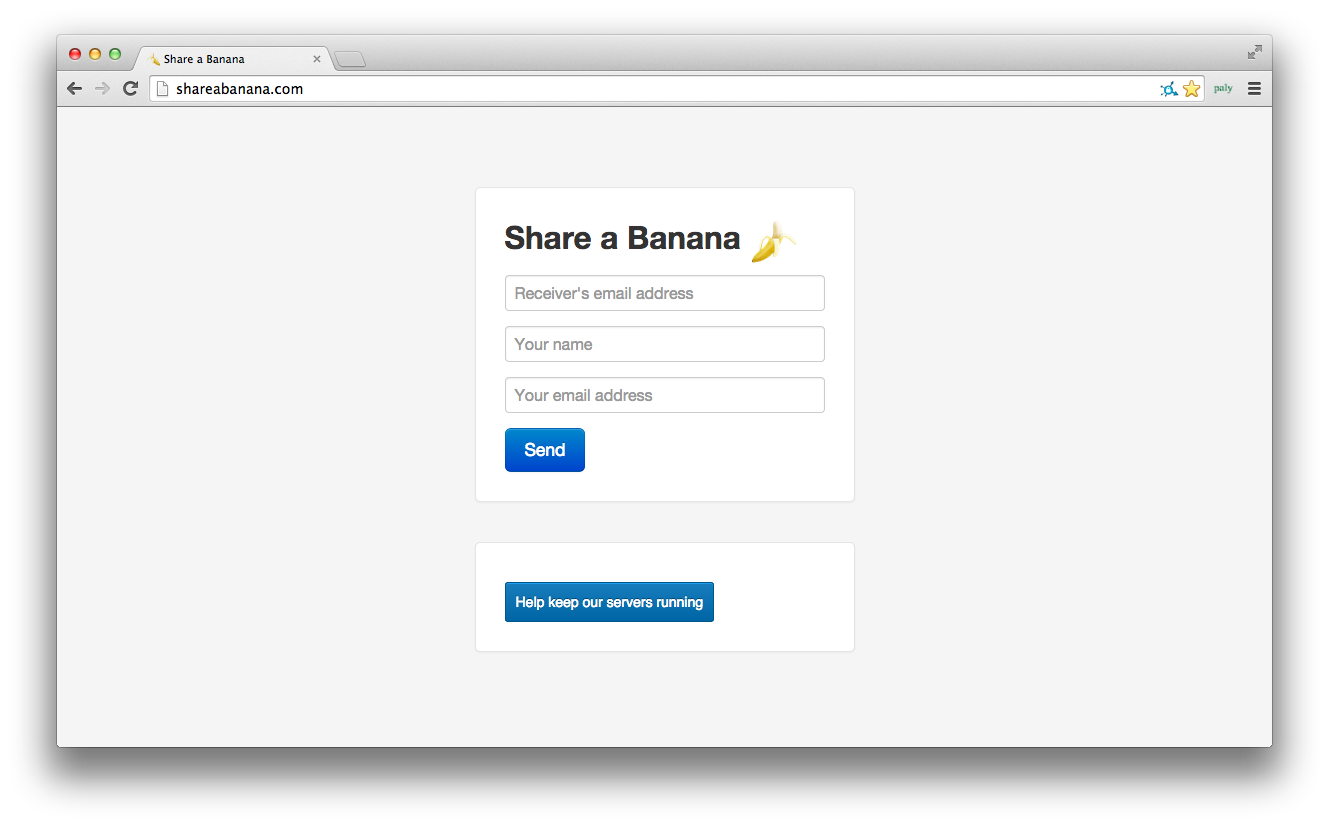 Share a Banana
shareabanana.com
paly
Share a Banana
Receiver's email address
Your name
Your email address
Send
Help keep our servers running